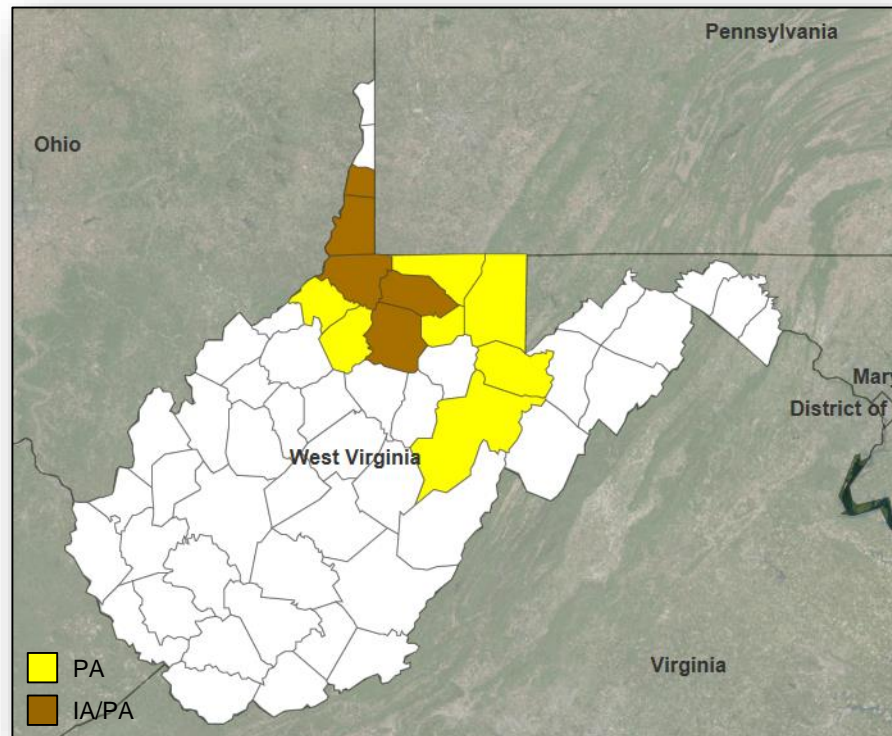 Pennsylvania
Ohio
Mary
District of
West Virginia
Virginia
PA
IA/PA